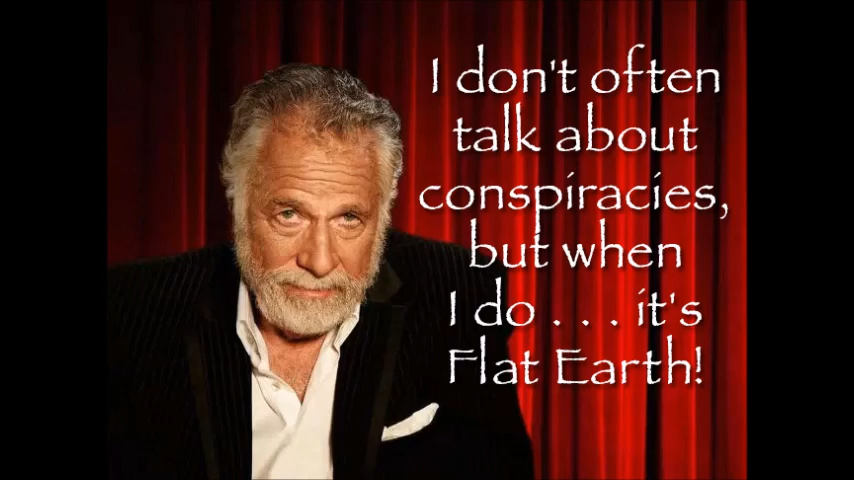 I don't often
talk about
conspiracies,
but when
I do . . . it's
Flat Earth!